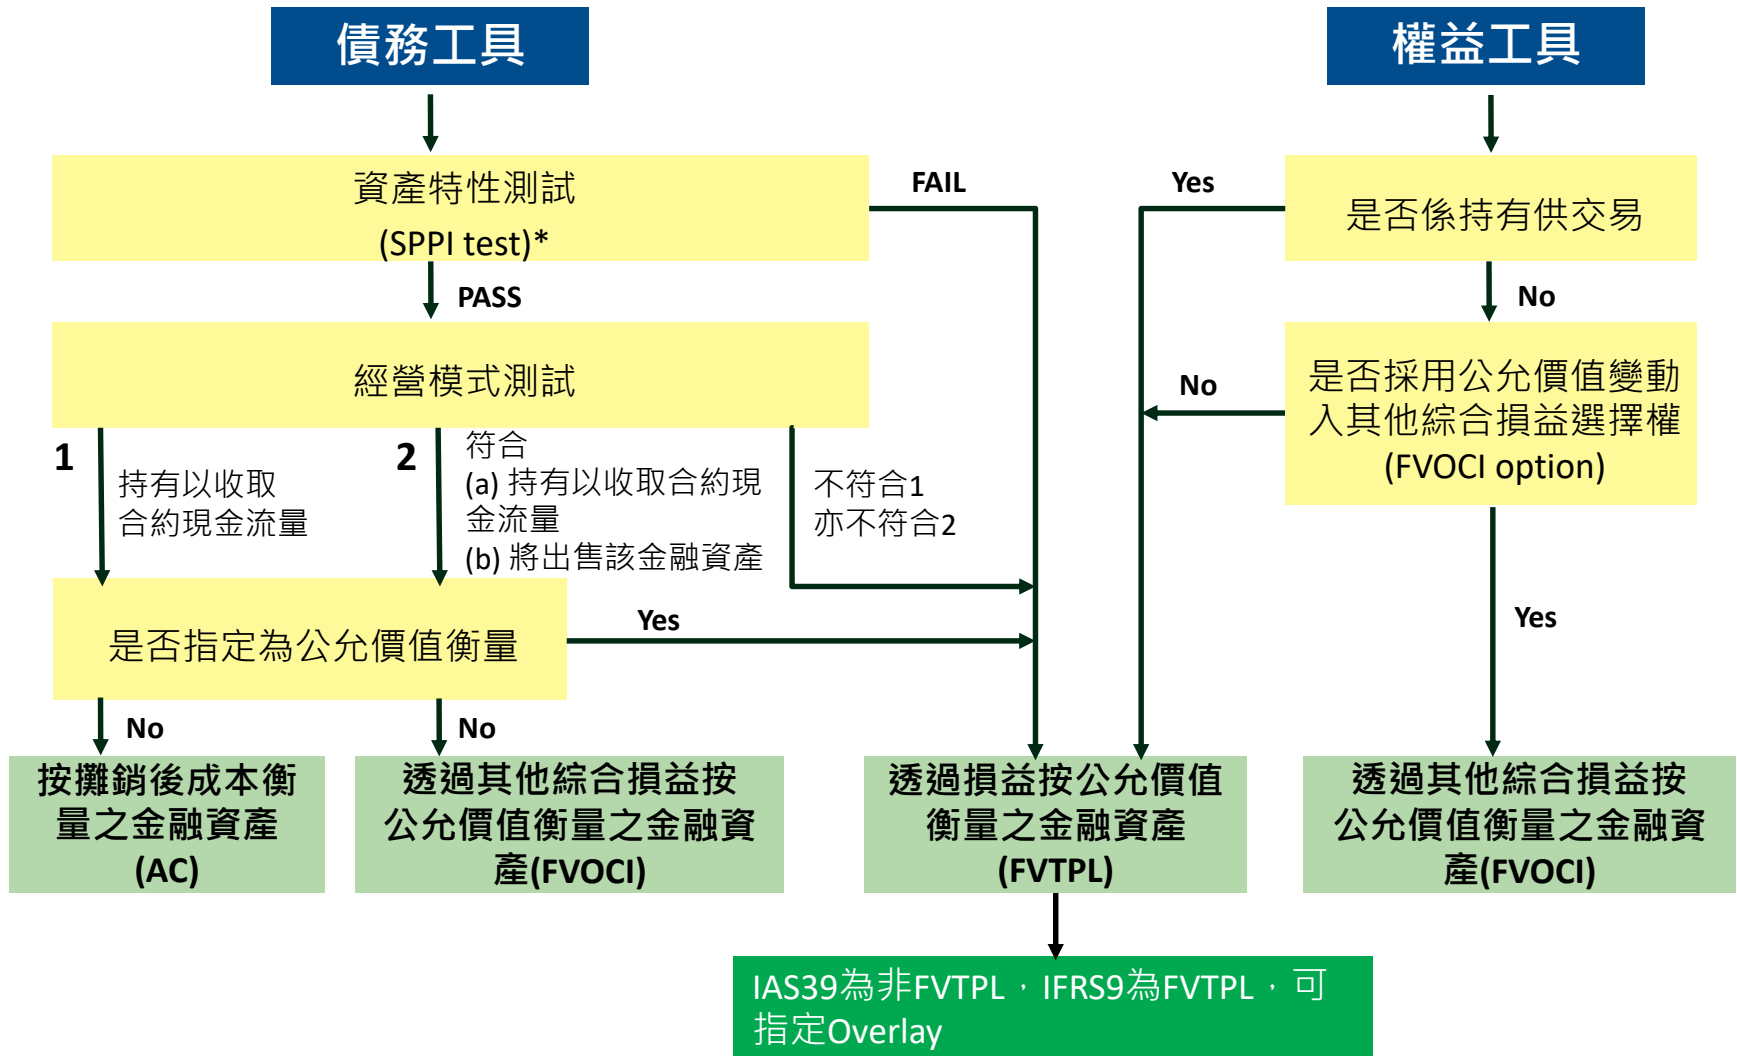 債務工具
權益工具
資產特性測試
(SPPI test)*
FAIL
Yes
是否係持有供交易
PASS
No
經營模式測試
No
是否採用公允價值變動
入其他綜合損益選擇權
(FVOCI option)
1
持有以收取
合約現金流量
2
符合
(a) 持有以收取合約現
金流量
(b) 將出售該金融資產
不符合1
亦不符合2
是否指定為公允價值衡量
Yes
Yes
No
No
按攤銷後成本衡
量之金融資產
(AC)
透過其他綜合損益按
公允價值衡量之金融資
產(FVOCI)
透過損益按公允價值
衡量之金融資產
(FVTPL)
透過其他綜合損益按
公允價值衡量之金融資
產(FVOCI)
IAS39為非FVTPL，IFRS9為FVTPL，可
指定Overlay